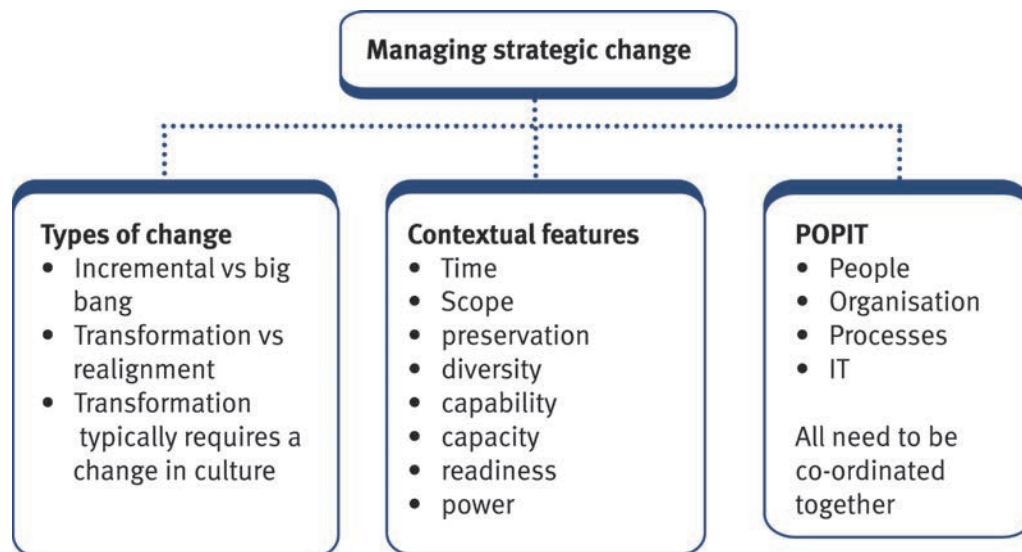 Managing strategic change
Types of change
• Incremental vs big
bang
• Transformation vs
realignment
• Transformation
typically requires a
change in culture
Contextual features
• Time
• Scope
• preservation
• diversity
• capability
• capacity
• readiness
• power
POPIT
• People
• Organisation
• Processes
• IT
All need to be
co-ordinated
together